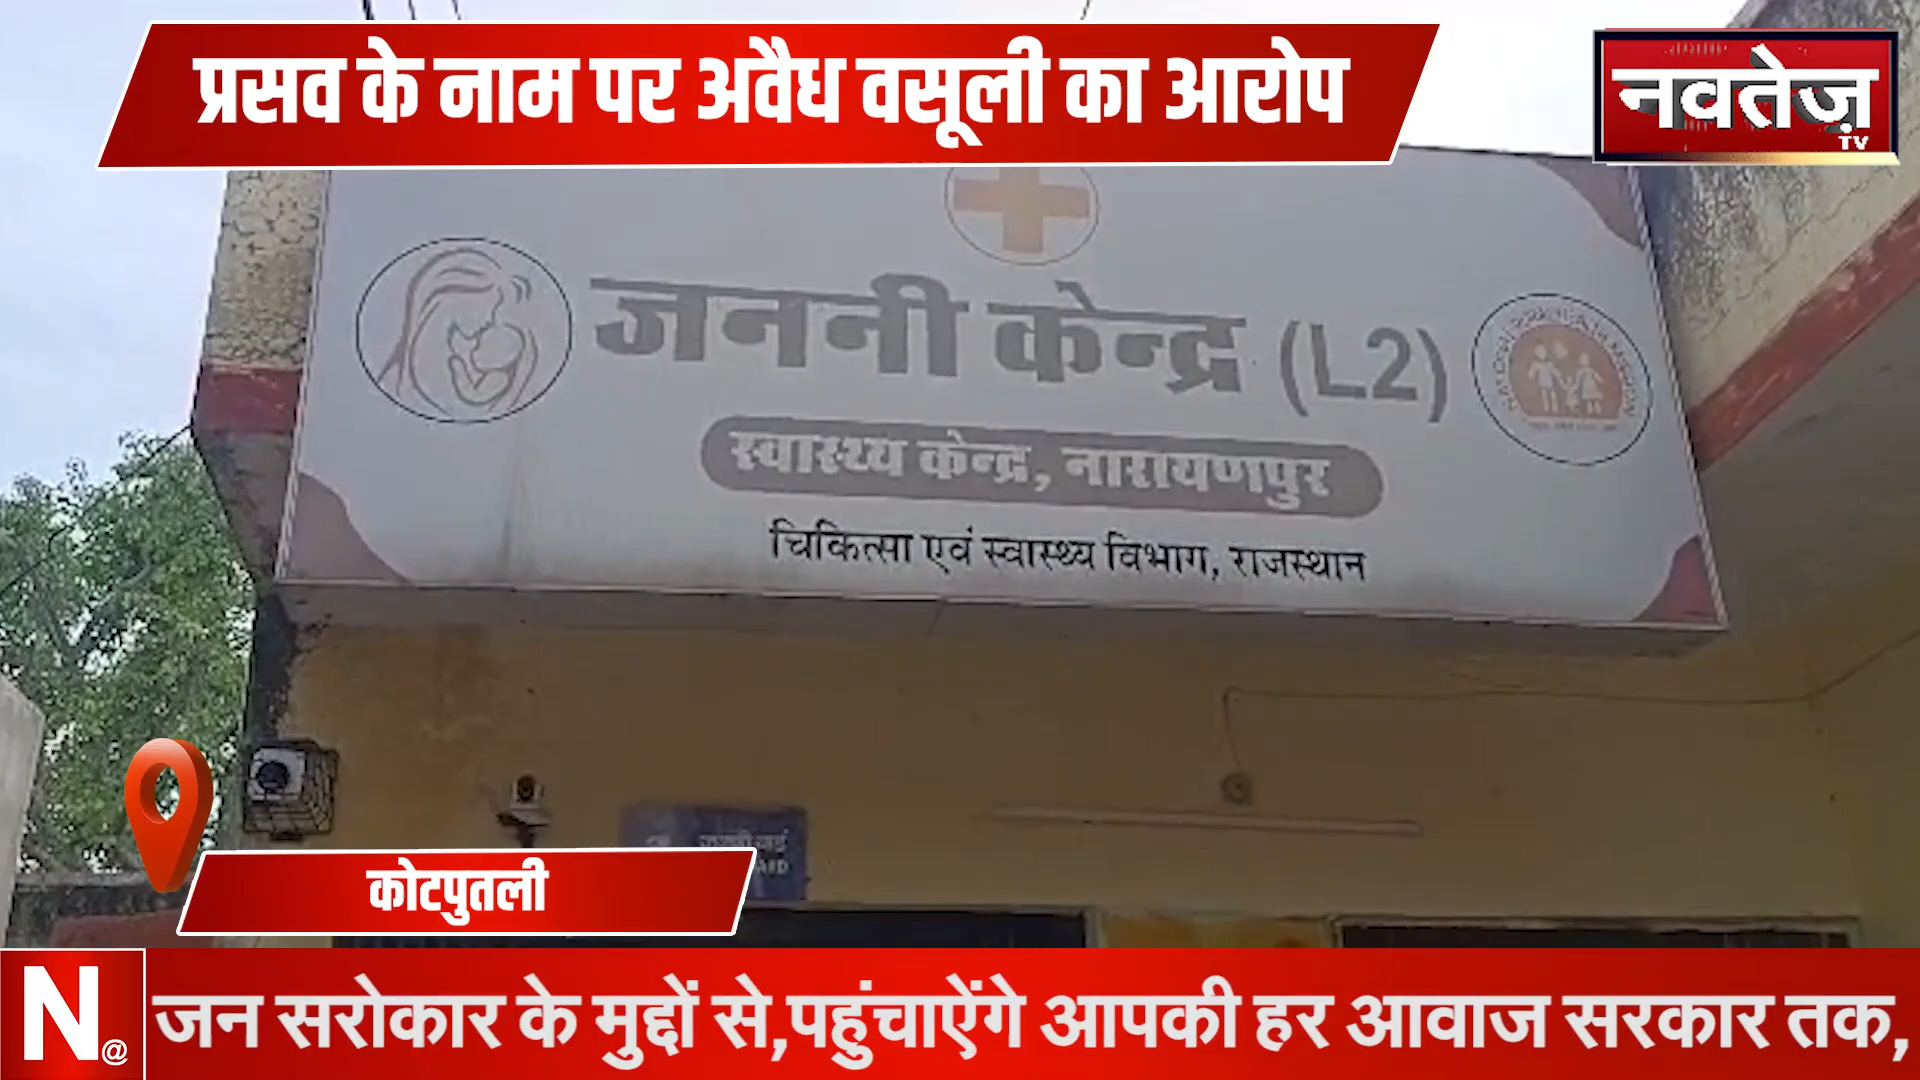 प्रसव के नाम पर अवैध वसूली का आरोप
नवतेज़
TV
जननी केन्द्र (L2)
स्वास्थ्य केन्द्र, नारायणपुर
चिकित्सा एवं स्वास्थ्य विभाग, राजस्थान
कोटपुतली
N@
जन सरोकार के मुद्दों से,पहुंचाऐंगे आपकी हर आवाज सरकार तक,